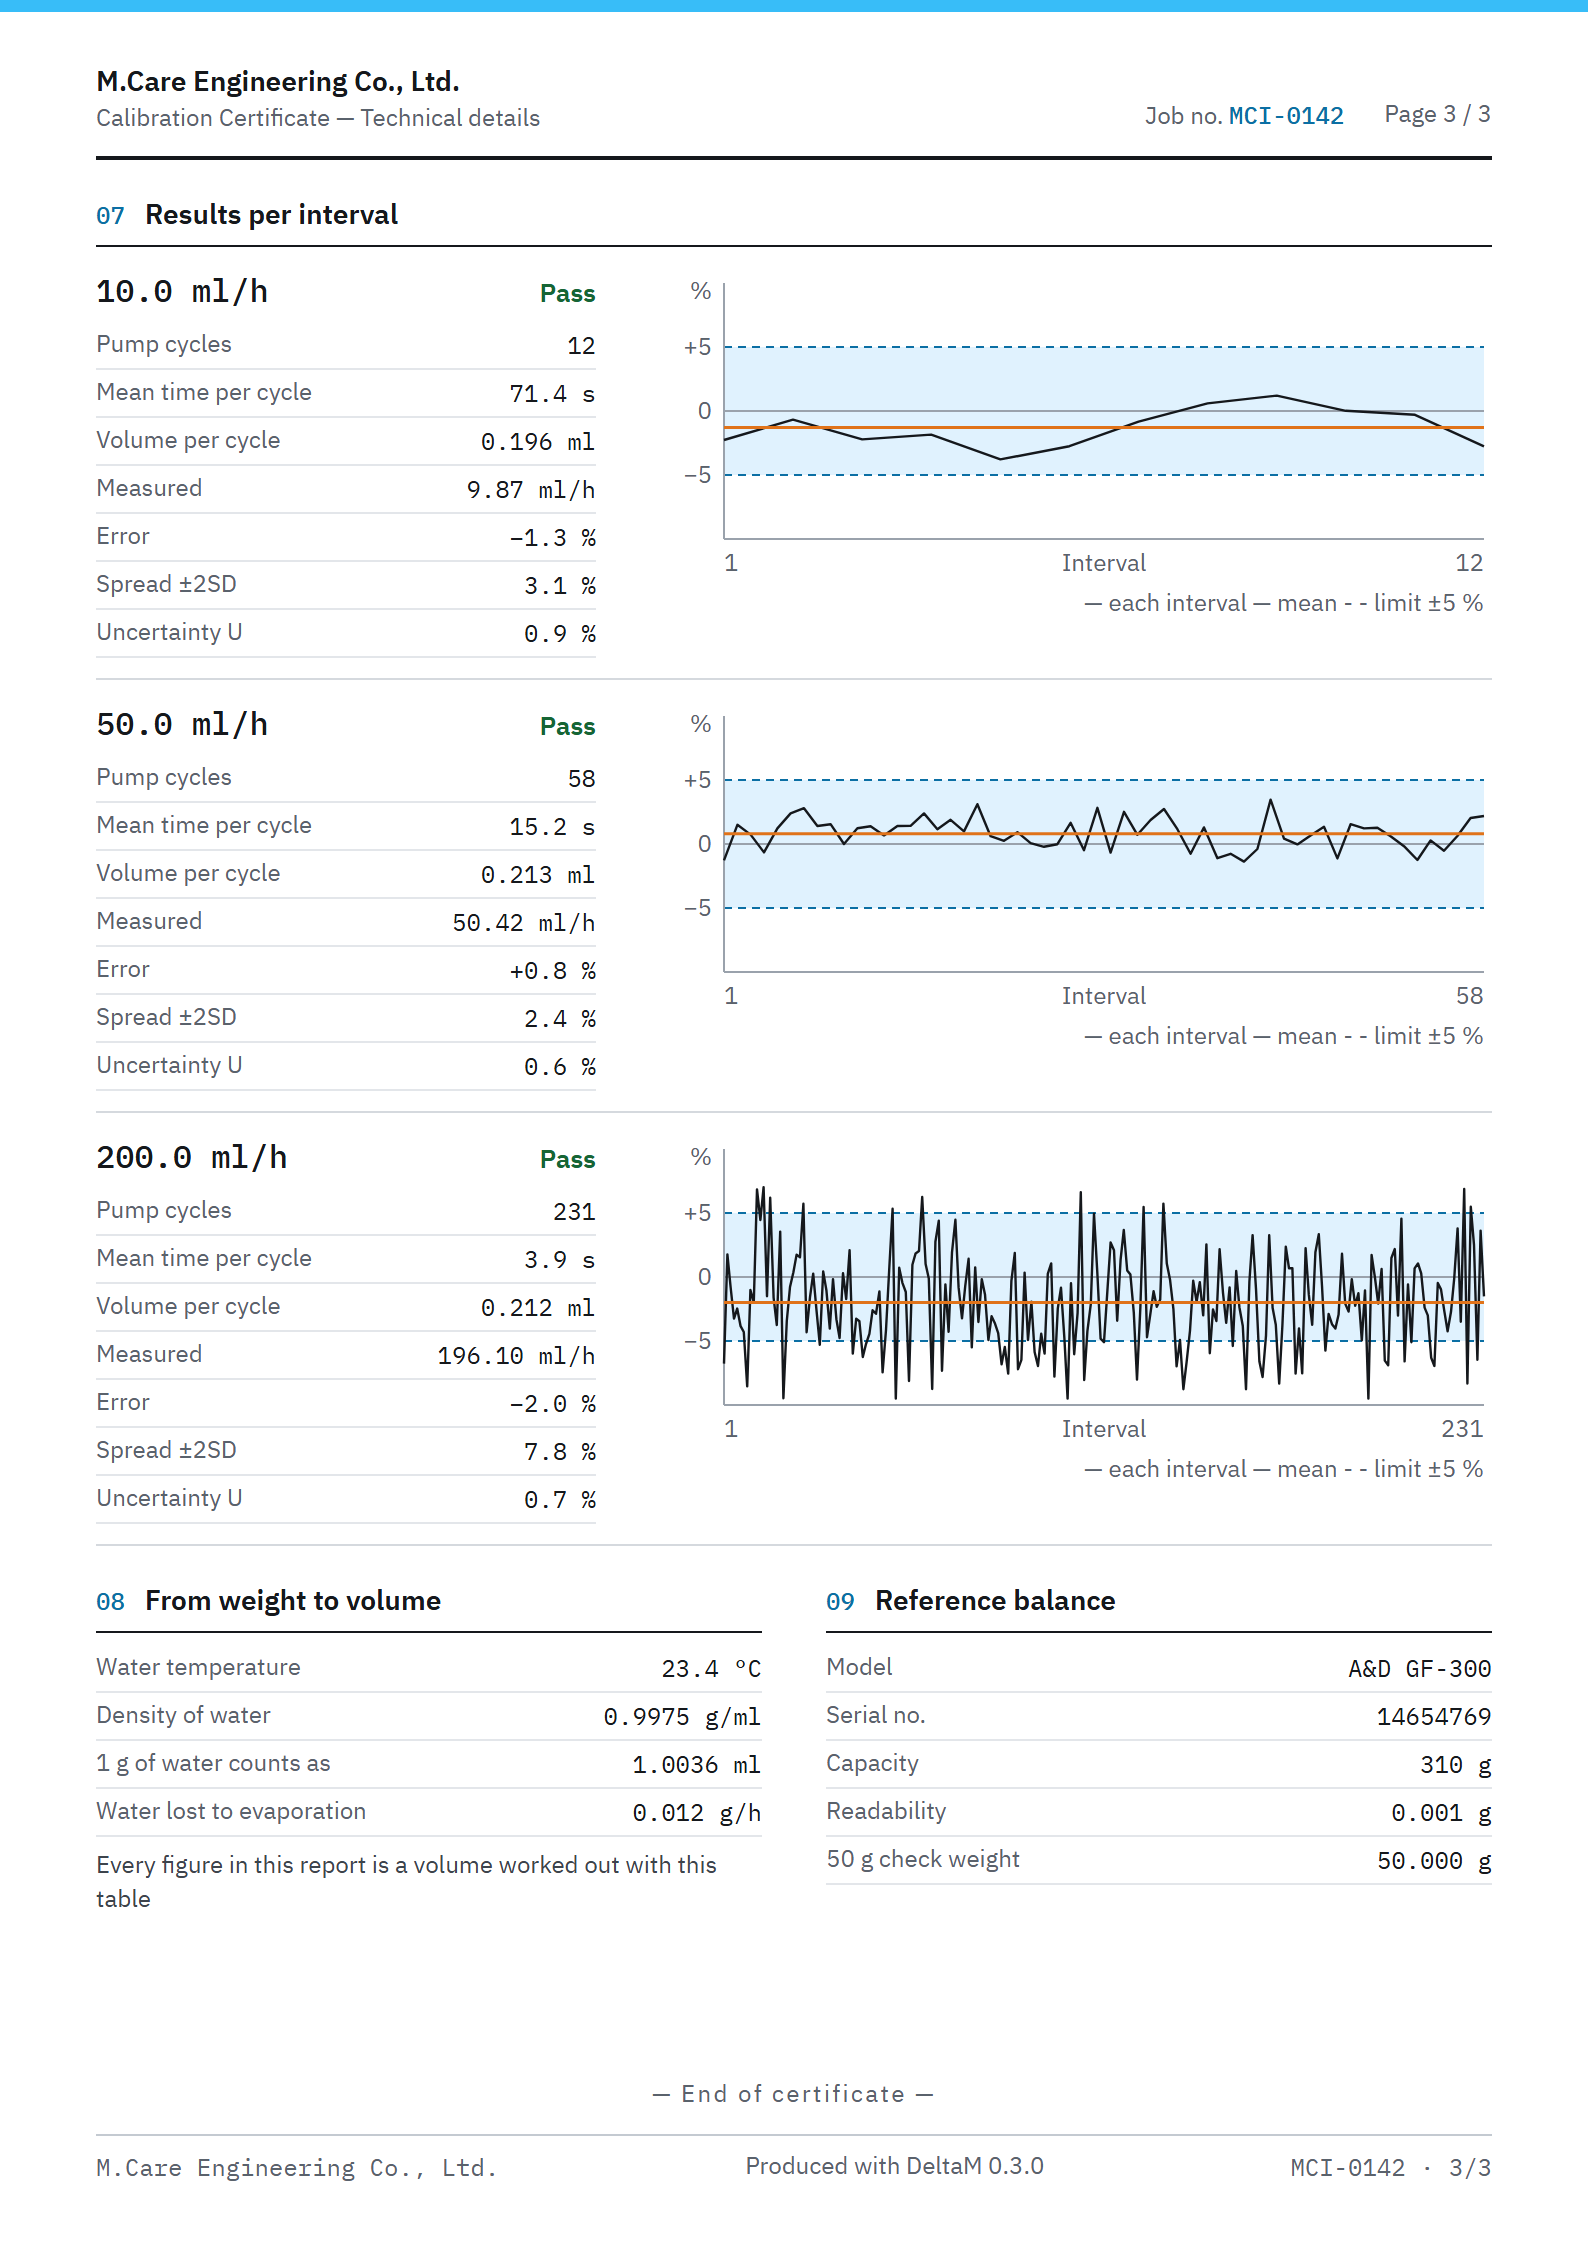 M.Care Engineering Co., Ltd.
Calibration Certificate — Technical details
Job no. MCI-0142 Page 3 / 3
07 Results per interval
10.0 ml/h Pass
Pump cycles 12
Mean time per cycle 71.4 s
Volume per cycle 0.196 ml
Measured 9.87 ml/h
Error −1.3 %
Spread ±2SD 3.1 %
Uncertainty U 0.9 %
%
+5
0
−5
1 Interval 12
— each interval — mean - - limit ±5 %
50.0 ml/h Pass
Pump cycles 58
Mean time per cycle 15.2 s
Volume per cycle 0.213 ml
Measured 50.42 ml/h
Error +0.8 %
Spread ±2SD 2.4 %
Uncertainty U 0.6 %
%
+5
0
−5
1 Interval 58
— each interval — mean - - limit ±5 %
200.0 ml/h Pass
Pump cycles 231
Mean time per cycle 3.9 s
Volume per cycle 0.212 ml
Measured 196.10 ml/h
Error −2.0 %
Spread ±2SD 7.8 %
Uncertainty U 0.7 %
%
+5
0
−5
1 Interval 231
— each interval — mean - - limit ±5 %
08 From weight to volume
Water temperature 23.4 °C
Density of water 0.9975 g/ml
1 g of water counts as 1.0036 ml
Water lost to evaporation 0.012 g/h
Every figure in this report is a volume worked out with this
table
09 Reference balance
Model A&D GF-300
Serial no. 14654769
Capacity 310 g
Readability 0.001 g
50 g check weight 50.000 g
— End of certificate —
M.Care Engineering Co., Ltd. Produced with DeltaM 0.3.0 MCI-0142 · 3/3